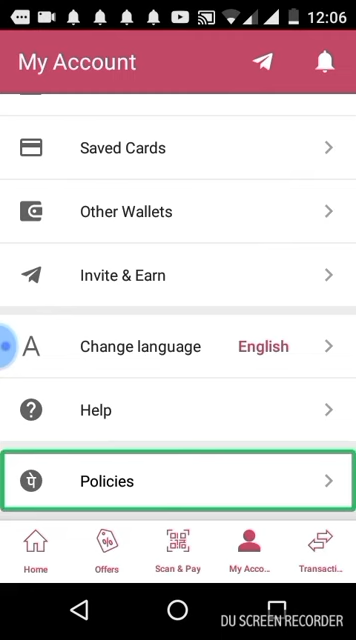 12:06
My Account
Saved Cards
Other Wallets
Invite & Earn
A Change language English
Help
पे Policies
Home Offers Scan & Pay My Acco... Transacti...
DU SCREEN RECORDER